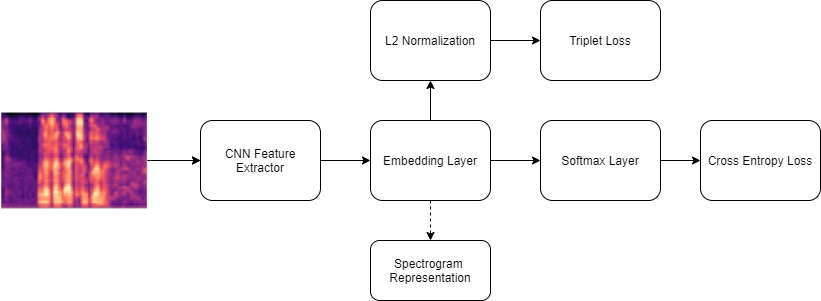 L2 Normalization
Triplet Loss
CNN Feature
Extractor
Embedding Layer
Softmax Layer
Cross Entropy Loss
Spectrogram
Representation